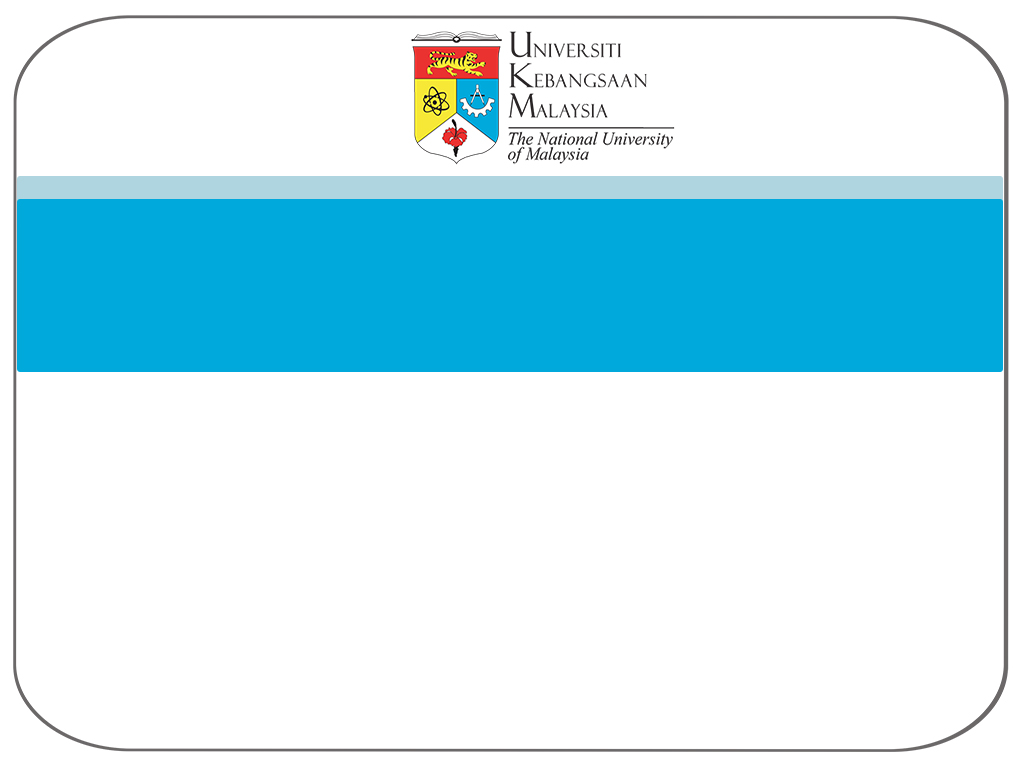 UNIVERSITI
KEBANGSAAN
MALAYSIA
The National University
of Malaysia